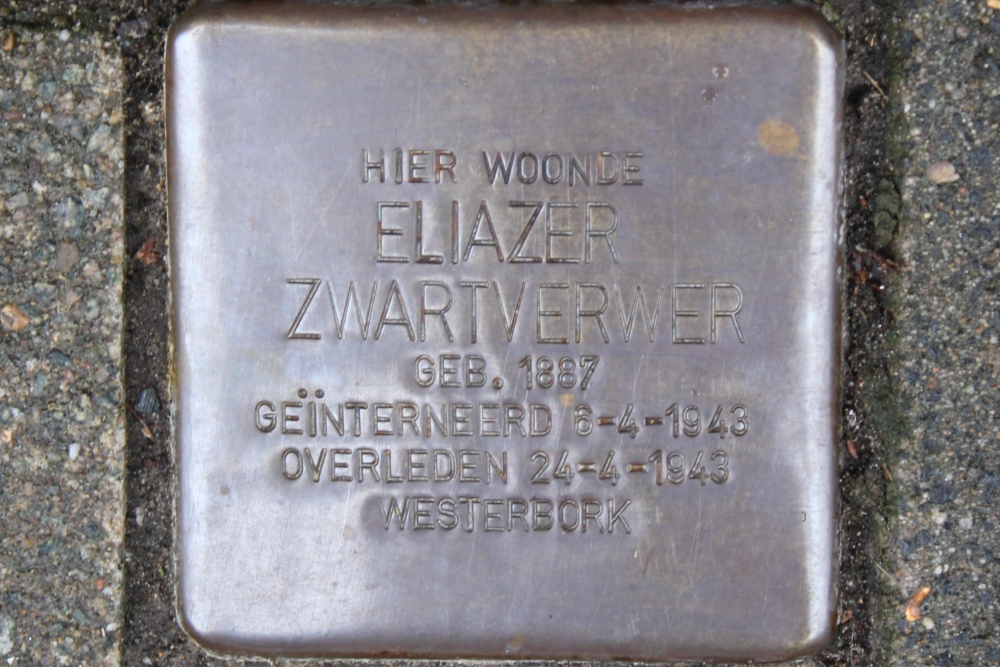 HIER WOONDE
ELIAZER
ZWARTVERWER
GEB. 1887
GEÏNTERNEERD 6-4-1943
OVERLEDEN 24-4-1943
WESTERBORK